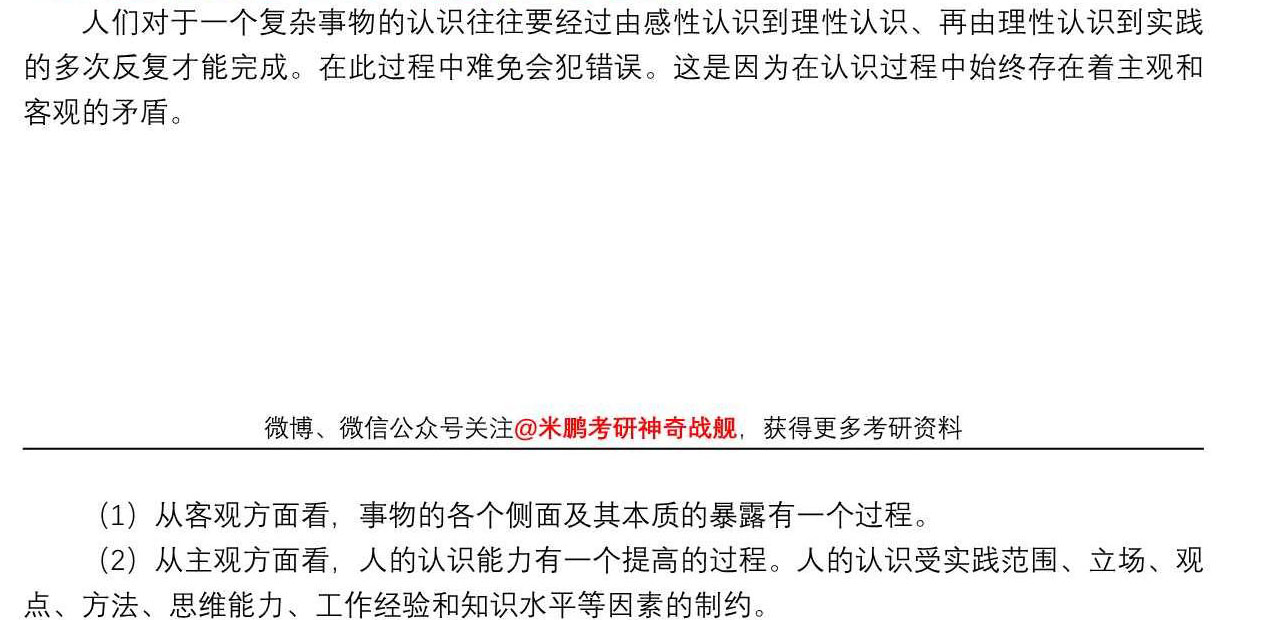 人们对于一个复杂事物的认识往往要经过由感性认识到理性认识、再由理性认识到实践
的多次反复才能完成。在此过程中难免会犯错误。这是因为在认识过程中始终存在着主观和
客观的矛盾。
微博、微信公众号关注@米鹏考研神奇战舰，获得更多考研资料
（1）从客观方面看，事物的各个侧面及其本质的暴露有一个过程。
（2）从主观方面看，人的认识能力有一个提高的过程。人的认识受实践范围、立场、观
点、方法、思维能力、工作经验和知识水平等因素的制约。